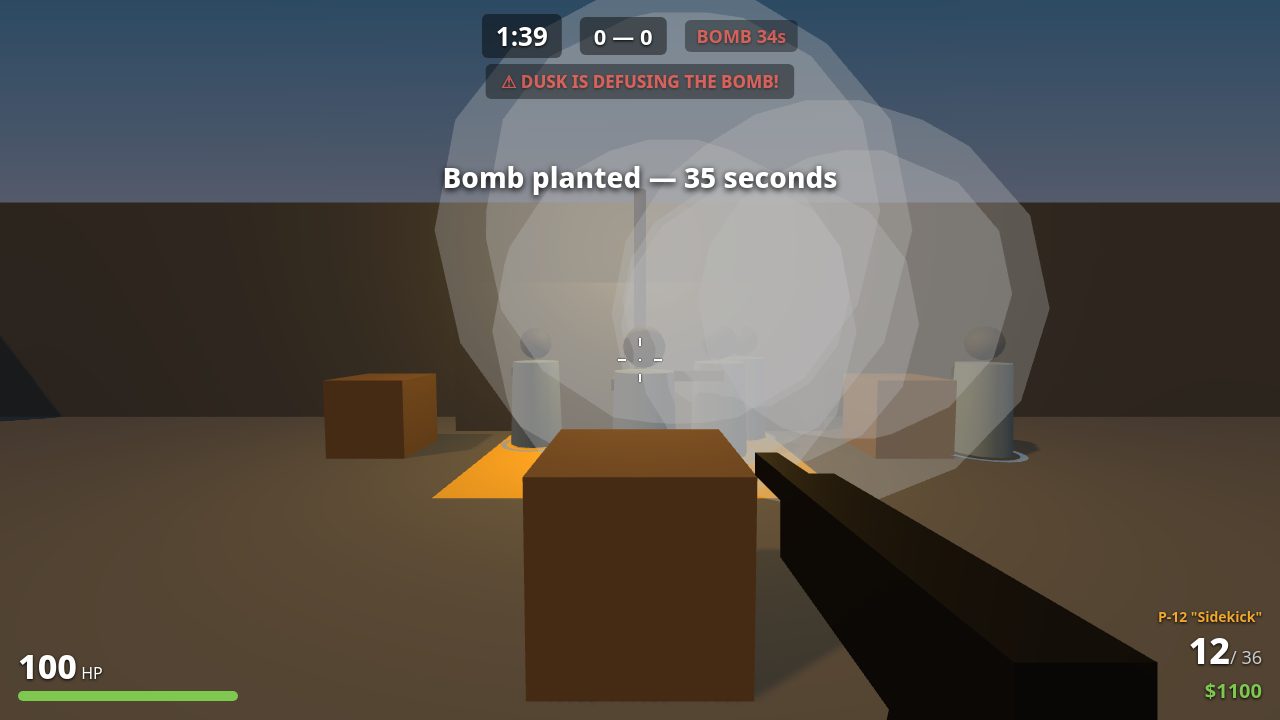 1:39
0 — 0
BOMB 34s
⚠ DUSK IS DEFUSING THE BOMB!
Bomb planted — 35 seconds
P-12 "Sidekick"
100 HP
12 / 36
$1100